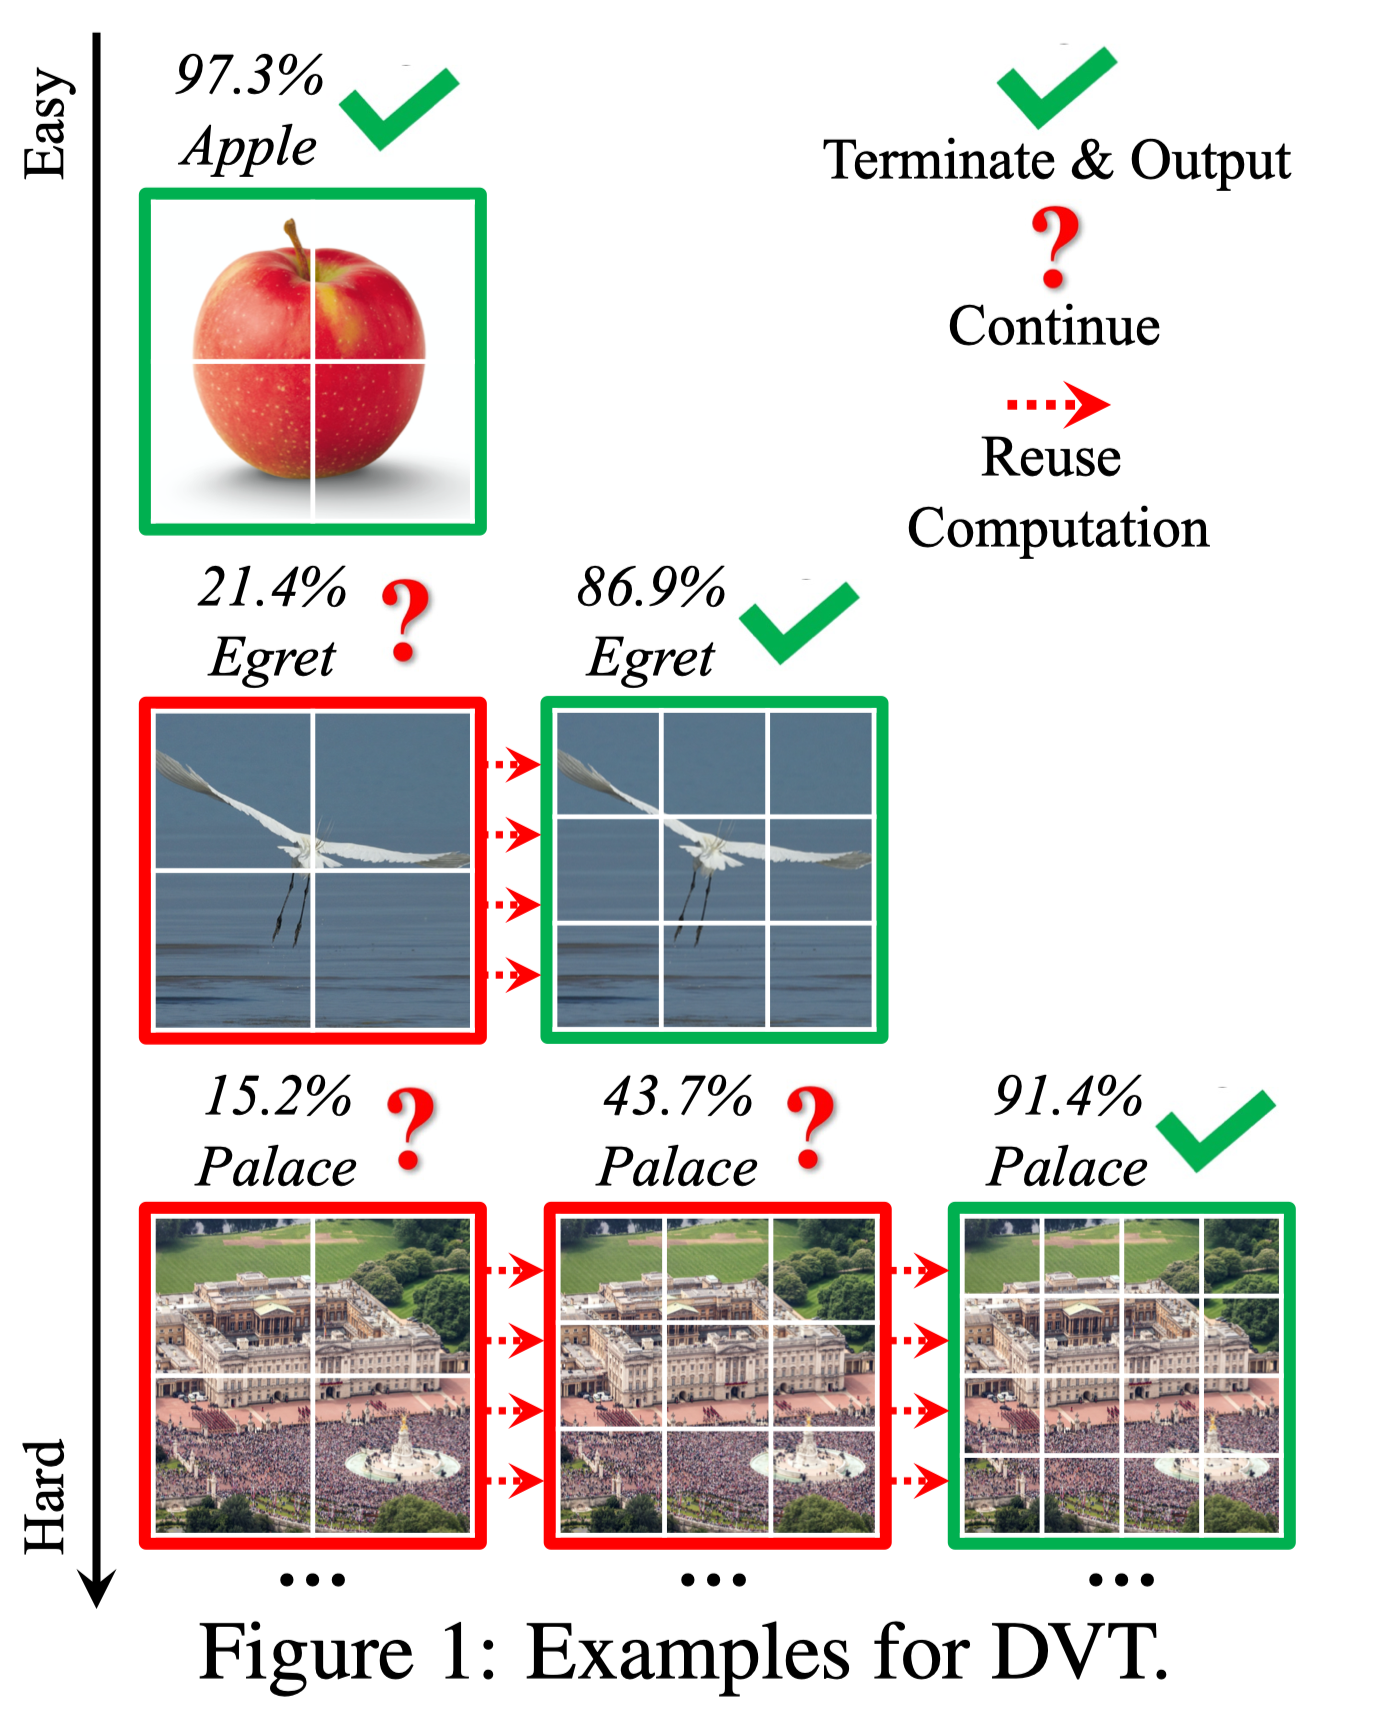 Easy
97.3%
Apple
Terminate & Output
?
Continue
Reuse
Computation
21.4%
Egret
?
86.9%
Egret
15.2%
Palace
?
43.7%
Palace
?
91.4%
Palace
Hard
...
...
...
Figure 1: Examples for DVT.